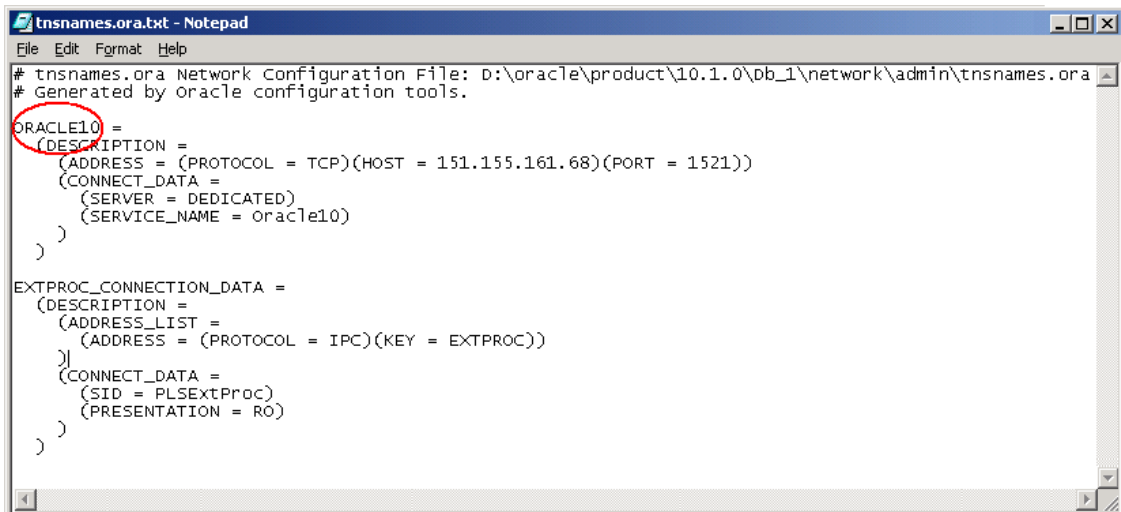 tnsnames.ora.txt - Notepad
File Edit Format Help
# tnsnames.ora Network Configuration File: D:\oracle\product\10.1.0\Db_1\network\admin\tnsnames.ora
# Generated by Oracle configuration tools.
ORACLE10 =
(DESCRIPTION =
(ADDRESS = (PROTOCOL = TCP)(HOST = 151.155.161.68)(PORT = 1521))
(CONNECT_DATA =
(SERVER = DEDICATED)
(SERVICE_NAME = Oracle10)
)
)
EXTPROC_CONNECTION_DATA =
(DESCRIPTION =
(ADDRESS_LIST =
(ADDRESS = (PROTOCOL = IPC)(KEY = EXTPROC))
)
(CONNECT_DATA =
(SID = PLSExtProc)
(PRESENTATION = RO)
)
)